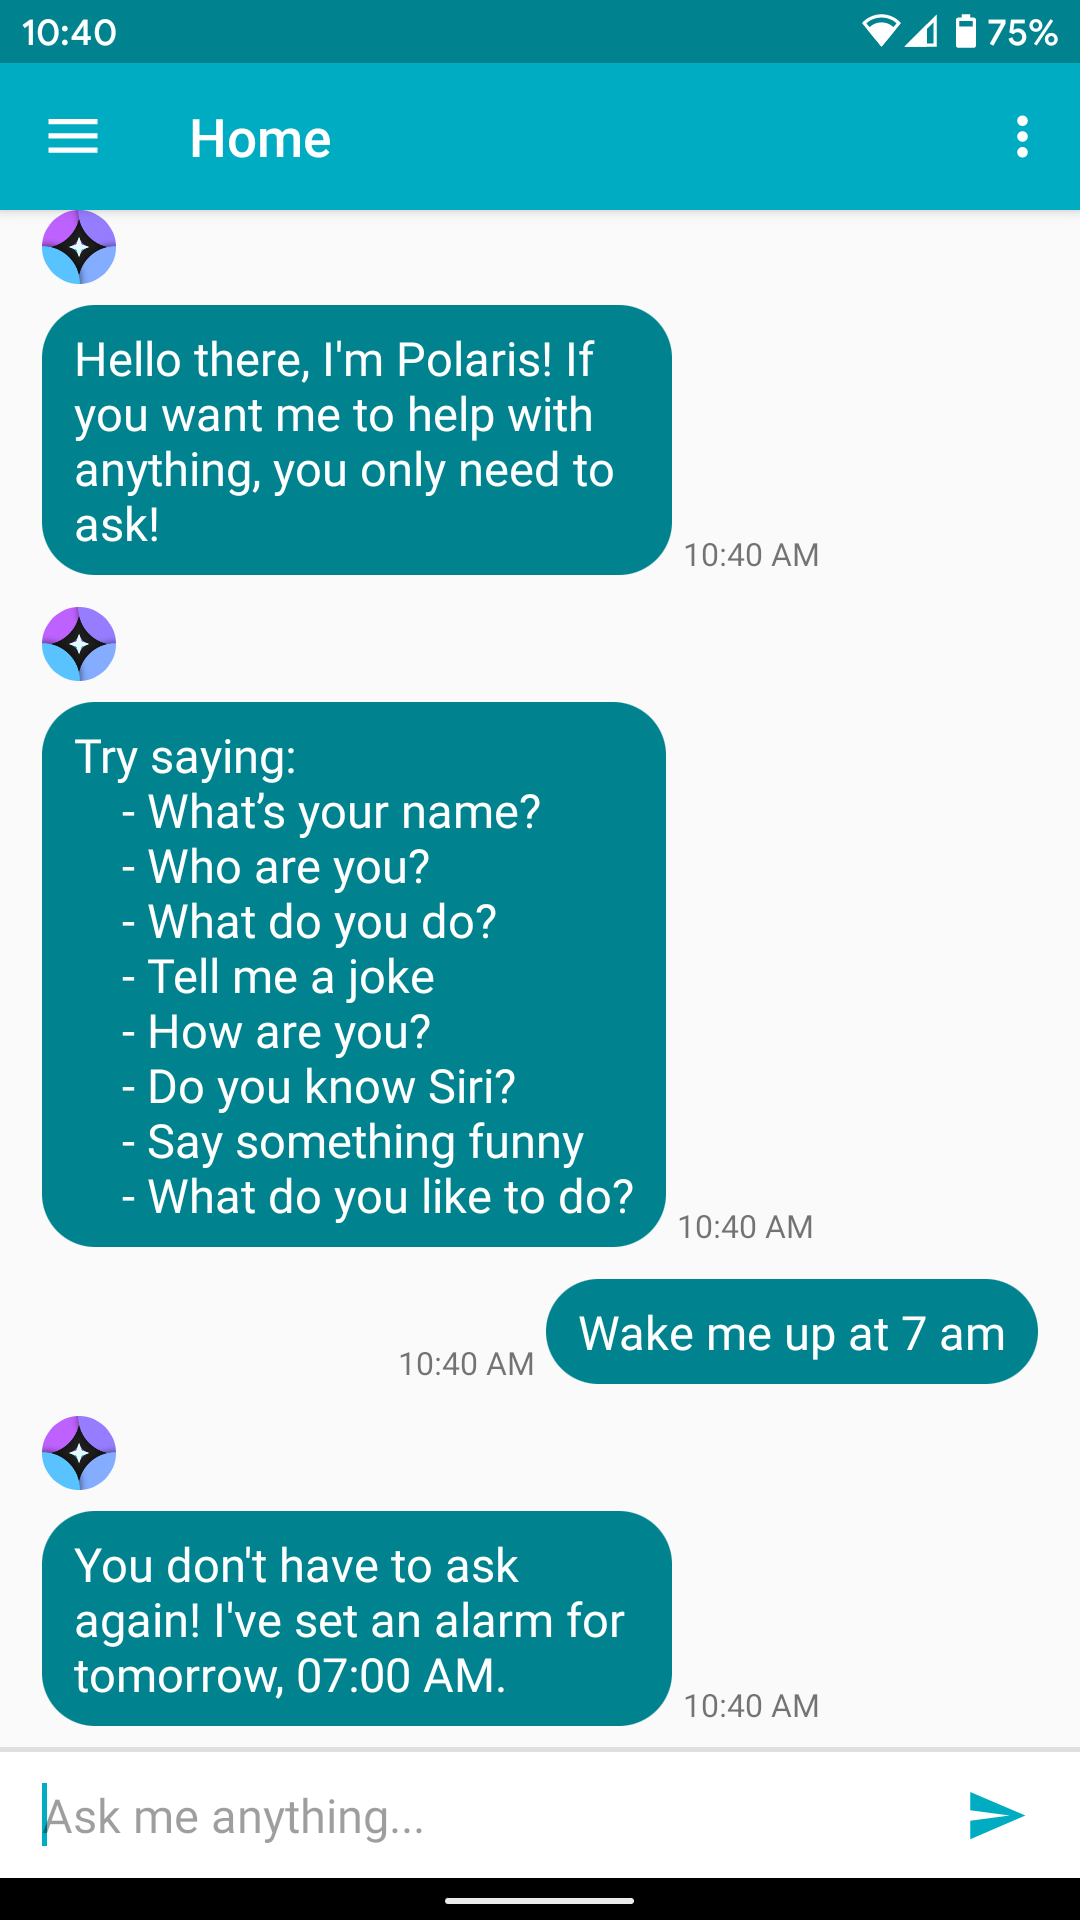 10:40
75%
Home
Hello there, I'm Polaris! If
you want me to help with
anything, you only need to
ask!
10:40 AM
Try saying:
- What’s your name?
- Who are you?
- What do you do?
- Tell me a joke
- How are you?
- Do you know Siri?
- Say something funny
- What do you like to do?
10:40 AM
Wake me up at 7 am
10:40 AM
You don't have to ask
again! I've set an alarm for
tomorrow, 07:00 AM.
10:40 AM
Ask me anything...